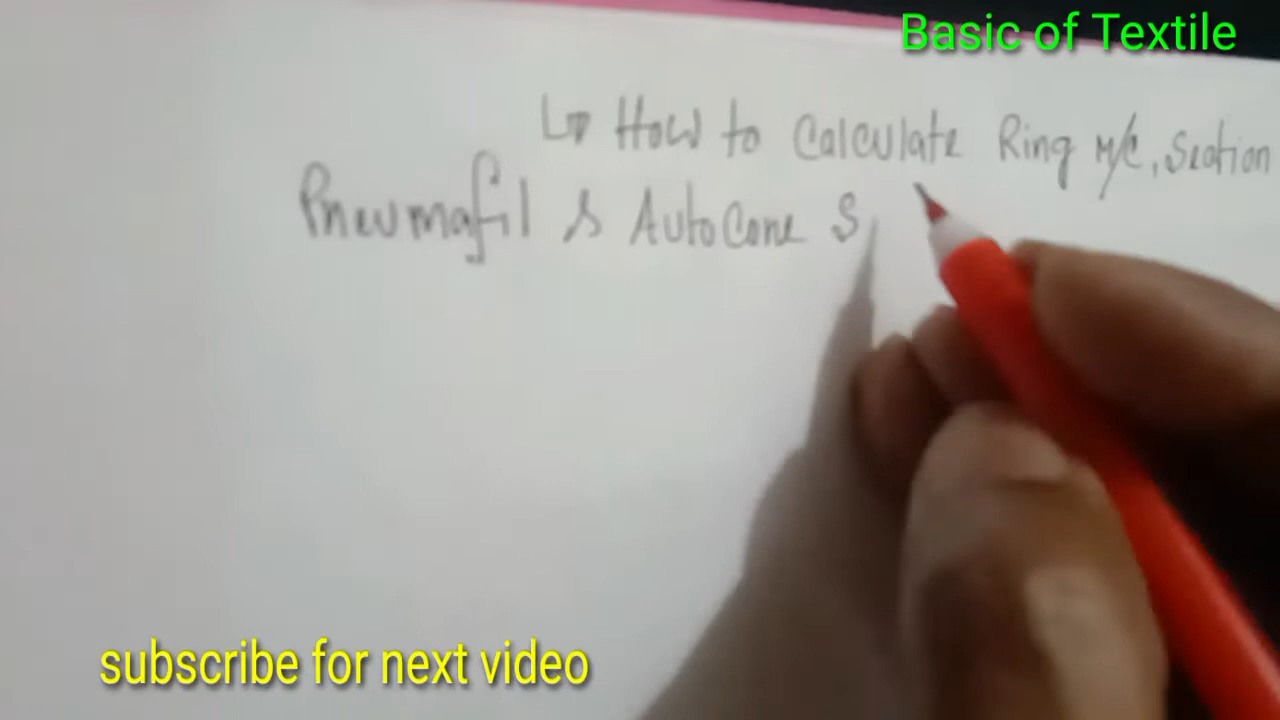 Basic of Textile
↳ How to Calculate Ring M/C, Section
Pneumafil & AutoCone S
subscribe for next video